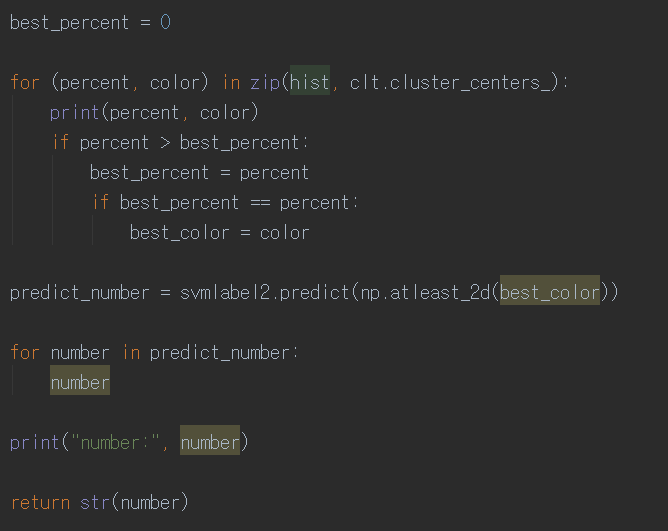 best_percent = 0
for (percent, color) in zip(hist, clt.cluster_centers_):
    print(percent, color)
    if percent > best_percent:
        best_percent = percent
        if best_percent == percent:
            best_color = color
predict_number = svmlabel2.predict(np.atleast_2d(best_color))
for number in predict_number:
    number
print("number:", number)
return str(number)